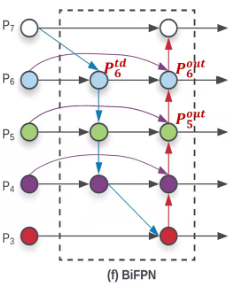 P₇
P₆ P₆ᵗᵈ P₆ᵒᵘᵗ
P₅ P₅ᵒᵘᵗ
P₄
P₃
(f) BiFPN